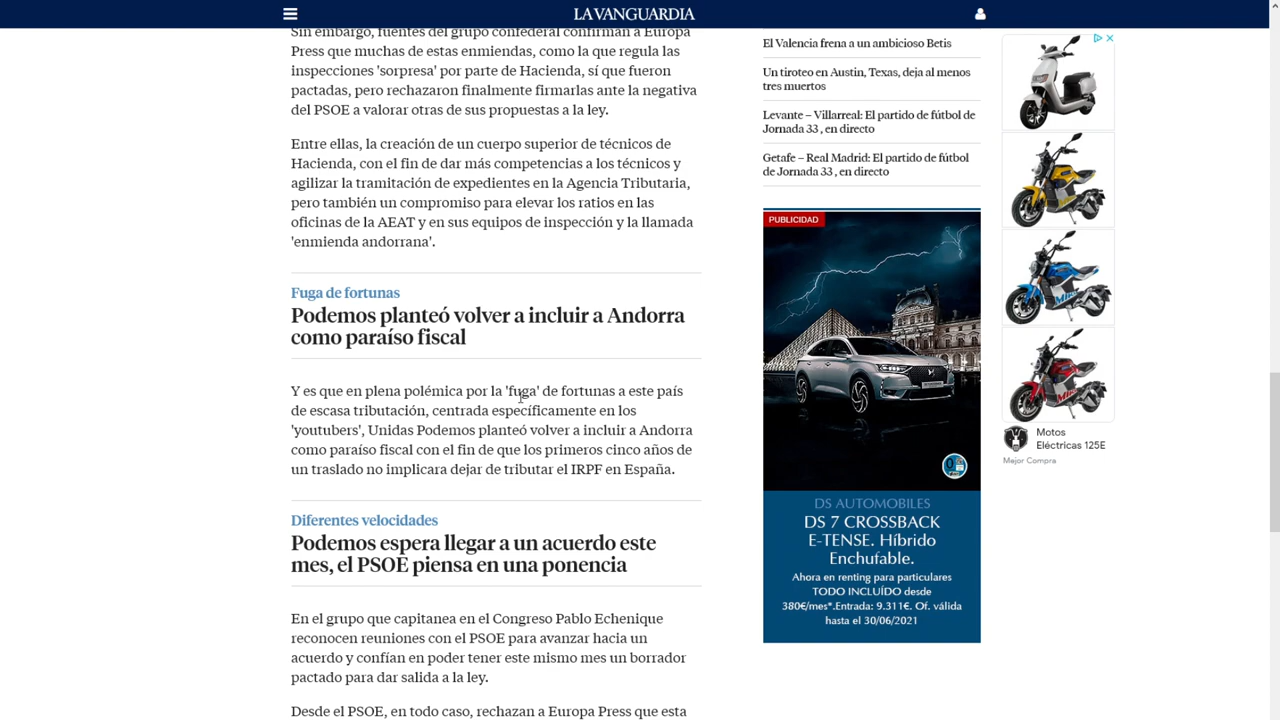 LA VANGUARDIA
Sin embargo, fuentes del grupo confederal confirman a Europa
Press que muchas de estas enmiendas, como la que regula las
inspecciones 'sorpresa' por parte de Hacienda, sí que fueron
pactadas, pero rechazaron finalmente firmarlas ante la negativa
del PSOE a valorar otras de sus propuestas a la ley.
Entre ellas, la creación de un cuerpo superior de técnicos de
Hacienda, con el fin de dar más competencias a los técnicos y
agilizar la tramitación de expedientes en la Agencia Tributaria,
pero también un compromiso para elevar los ratios en las
oficinas de la AEAT y en sus equipos de inspección y la llamada
'enmienda andorrana'.
Fuga de fortunas
Podemos planteó volver a incluir a Andorra
como paraíso fiscal
Y es que en plena polémica por la 'fuga' de fortunas a este país
de escasa tributación, centrada específicamente en los
'youtubers', Unidas Podemos planteó volver a incluir a Andorra
como paraíso fiscal con el fin de que los primeros cinco años de
un traslado no implicara dejar de tributar el IRPF en España.
Diferentes velocidades
Podemos espera llegar a un acuerdo este
mes, el PSOE piensa en una ponencia
En el grupo que capitanea en el Congreso Pablo Echenique
reconocen reuniones con el PSOE para avanzar hacia un
acuerdo y confían en poder tener este mismo mes un borrador
pactado para dar salida a la ley.
Desde el PSOE, en todo caso, rechazan a Europa Press que esta
El Valencia frena a un ambicioso Betis
Un tiroteo en Austin, Texas, deja al menos
tres muertos
Levante – Villarreal: El partido de fútbol de
Jornada 33 , en directo
Getafe – Real Madrid: El partido de fútbol
de Jornada 33 , en directo
PUBLICIDAD
DS AUTOMOBILES
DS 7 CROSSBACK
E-TENSE. Híbrido
Enchufable.
Ahora en renting para particulares
TODO INCLUÍDO desde
380€/mes*.Entrada: 9.311€. Of. válida
hasta el 30/06/2021
Motos
Eléctricas 125E
Mejor Compra